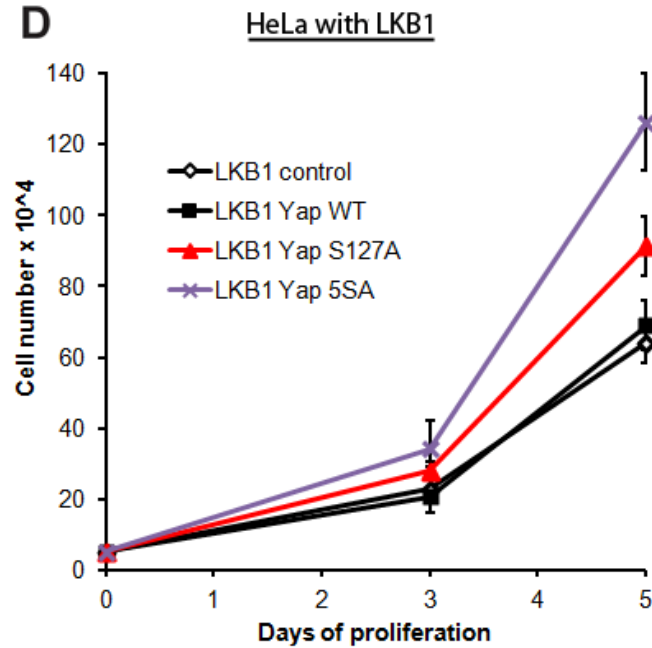 D
HeLa with LKB1
140
120
100
80
60
40
20
0
Cell number x 10^4
LKB1 control
LKB1 Yap WT
LKB1 Yap S127A
LKB1 Yap 5SA
0 1 2 3 4 5
Days of proliferation